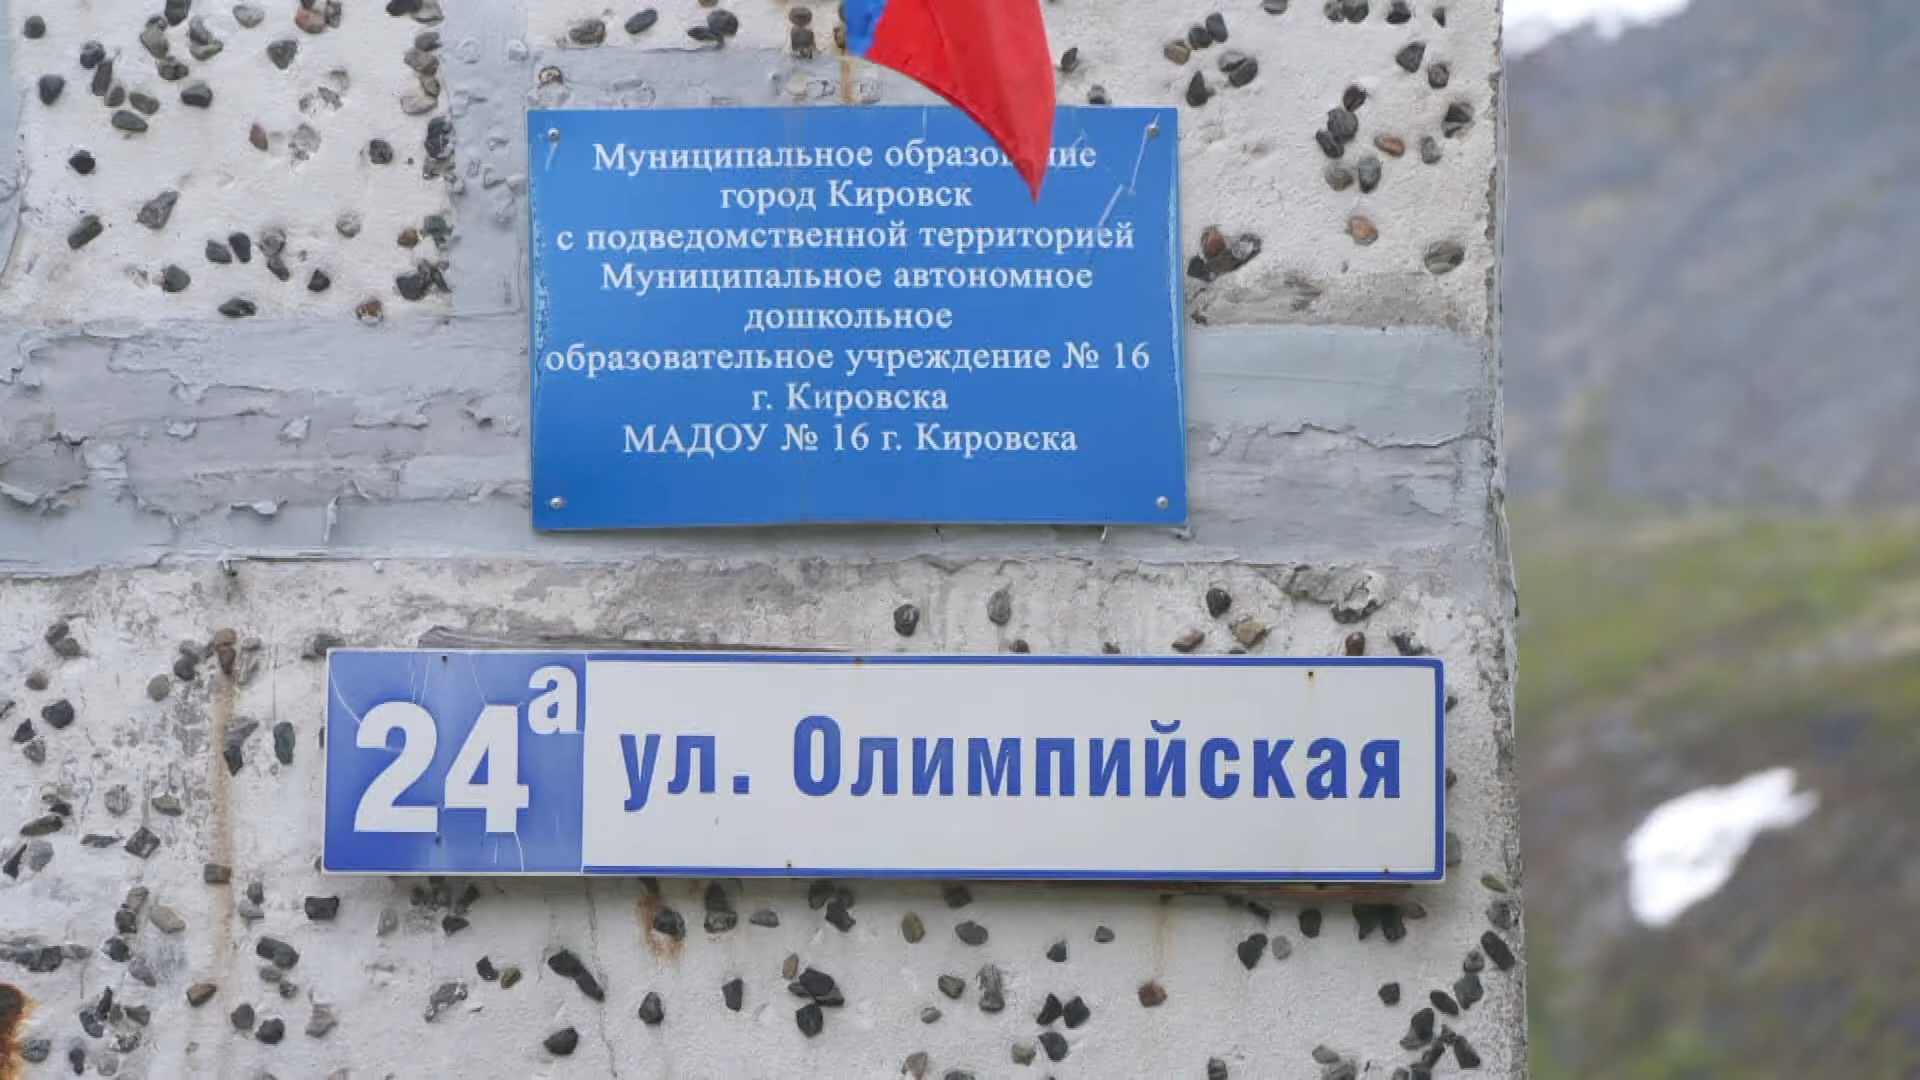 Муниципальное образование
город Кировск
с подведомственной территорией
Муниципальное автономное
дошкольное
образовательное учреждение № 16
г. Кировска
МАДОУ № 16 г. Кировска
24а ул. Олимпийская